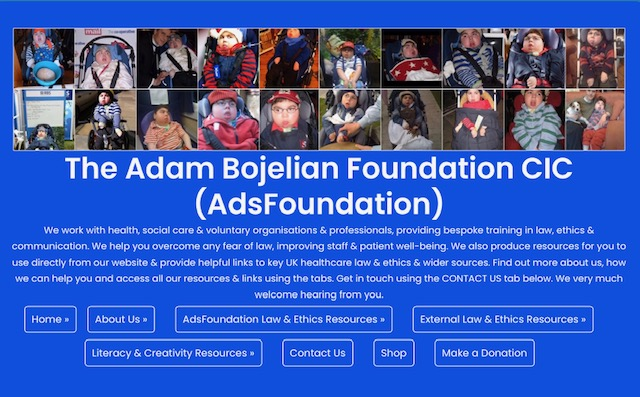 The Adam Bojelian Foundation CIC
(AdsFoundation)
We work with health, social care & voluntary organisations & professionals, providing bespoke training in law, ethics &
communication. We help you overcome any fear of law, improving staff & patient well-being. We also produce resources for you to
use directly from our website & provide helpful links to key UK healthcare law & ethics & wider sources. Find out more about us, how
we can help you and access all our resources & links using the tabs. Get in touch using the CONTACT US tab below. We very much
welcome hearing from you.
Home »
About Us »
AdsFoundation Law & Ethics Resources »
External Law & Ethics Resources »
Literacy & Creativity Resources »
Contact Us
Shop
Make a Donation